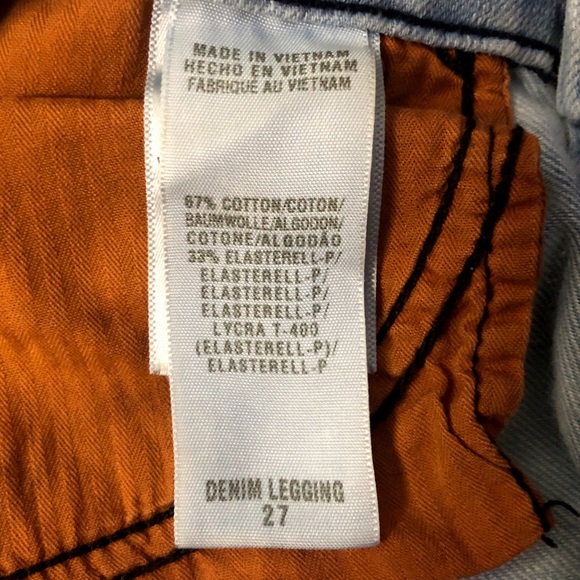 MADE IN VIETNAM
HECHO EN VIETNAM
FABRIQUÉ AU VIETNAM
67% COTTON/COTON/
BAUMWOLLE/ALGODON/
COTONE/ALGODÃO
33% ELASTERELL-P/
ELASTERELL-P/
ELASTERELL-P/
ELASTERELL-P/
LYCRA T-400
(ELASTERELL-P)/
ELASTERELL-P
DENIM LEGGING
27